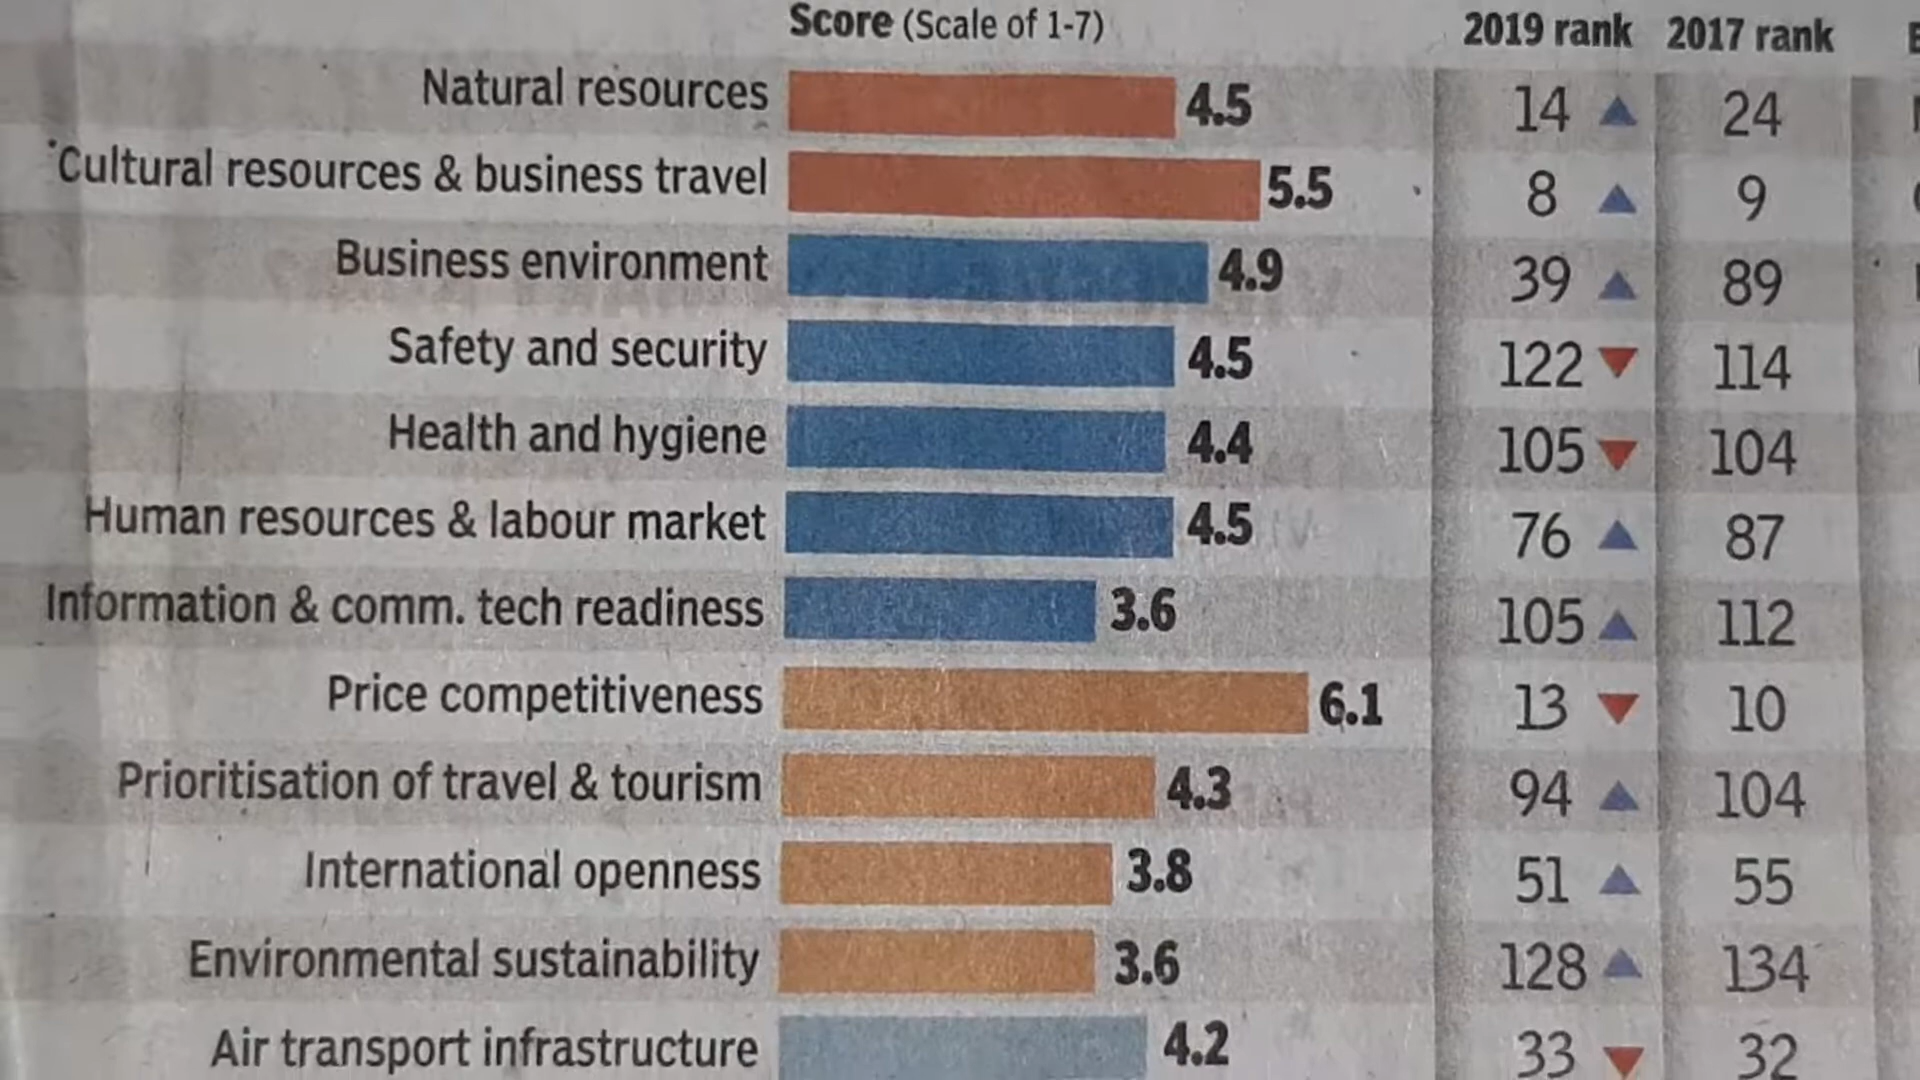 Score (Scale of 1-7) 2019 rank 2017 rank
Natural resources 4.5 14 ▲ 24
Cultural resources & business travel 5.5 8 ▲ 9
Business environment 4.9 39 ▲ 89
Safety and security 4.5 122 ▼ 114
Health and hygiene 4.4 105 ▼ 104
Human resources & labour market 4.5 76 ▲ 87
Information & comm. tech readiness 3.6 105 ▲ 112
Price competitiveness 6.1 13 ▼ 10
Prioritisation of travel & tourism 4.3 94 ▲ 104
International openness 3.8 51 ▲ 55
Environmental sustainability 3.6 128 ▲ 134
Air transport infrastructure 4.2 33 ▼ 32